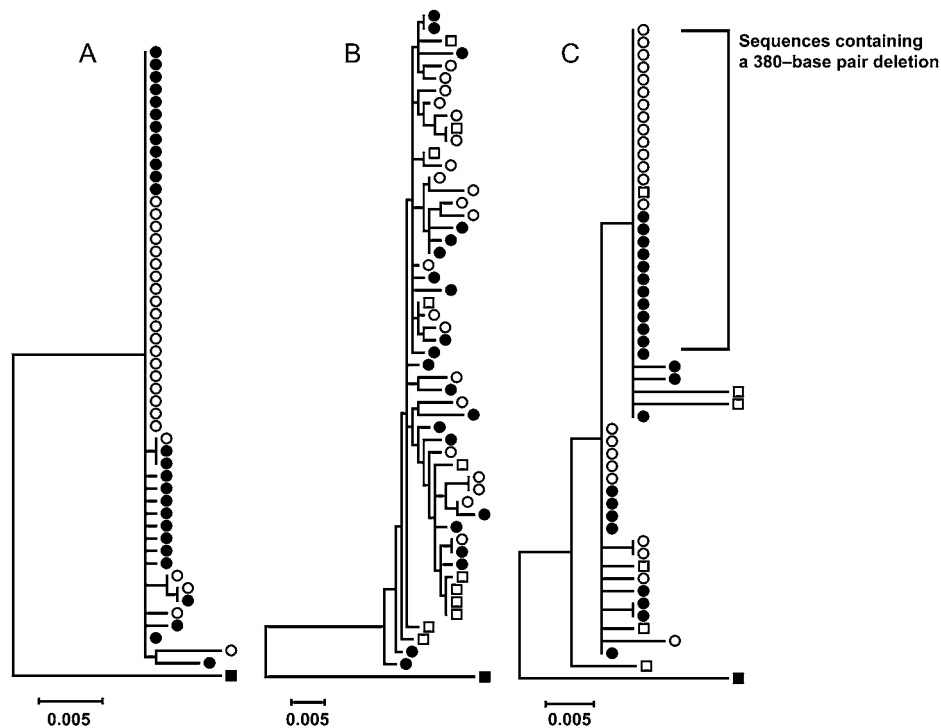 A
B
C
Sequences containing
a 380–base pair deletion
0.005
0.005
0.005